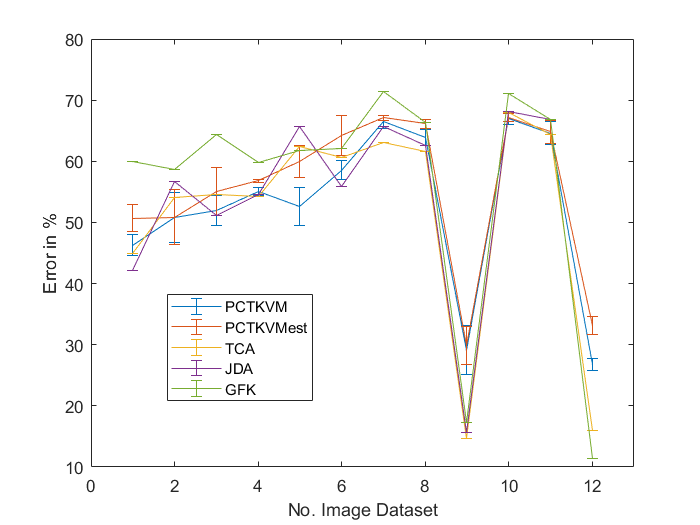 80
70
60
50
40
30
20
10
Error in %
PCTKVM
PCTKVMest
TCA
JDA
GFK
0 2 4 6 8 10 12
No. Image Dataset